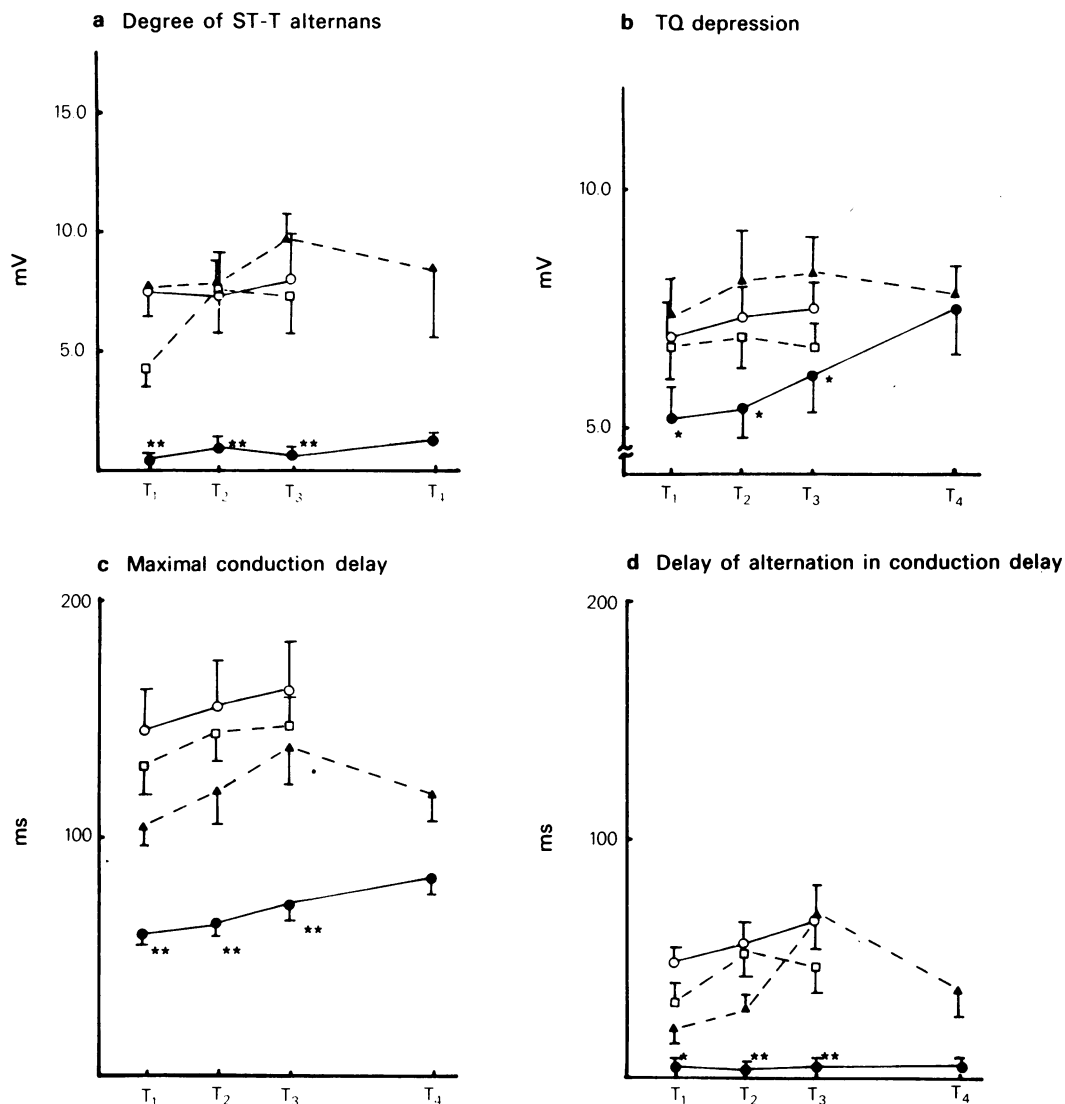 a Degree of ST-T alternans
15.0
10.0
5.0
mV
** ** **
T1 T2 T3 T4
b TQ depression
10.0
5.0
mV
* * *
T1 T2 T3 T4
c Maximal conduction delay
200
100
ms
** ** **
T1 T2 T3 T4
d Delay of alternation in conduction delay
200
100
ms
* ** **
T1 T2 T3 T4